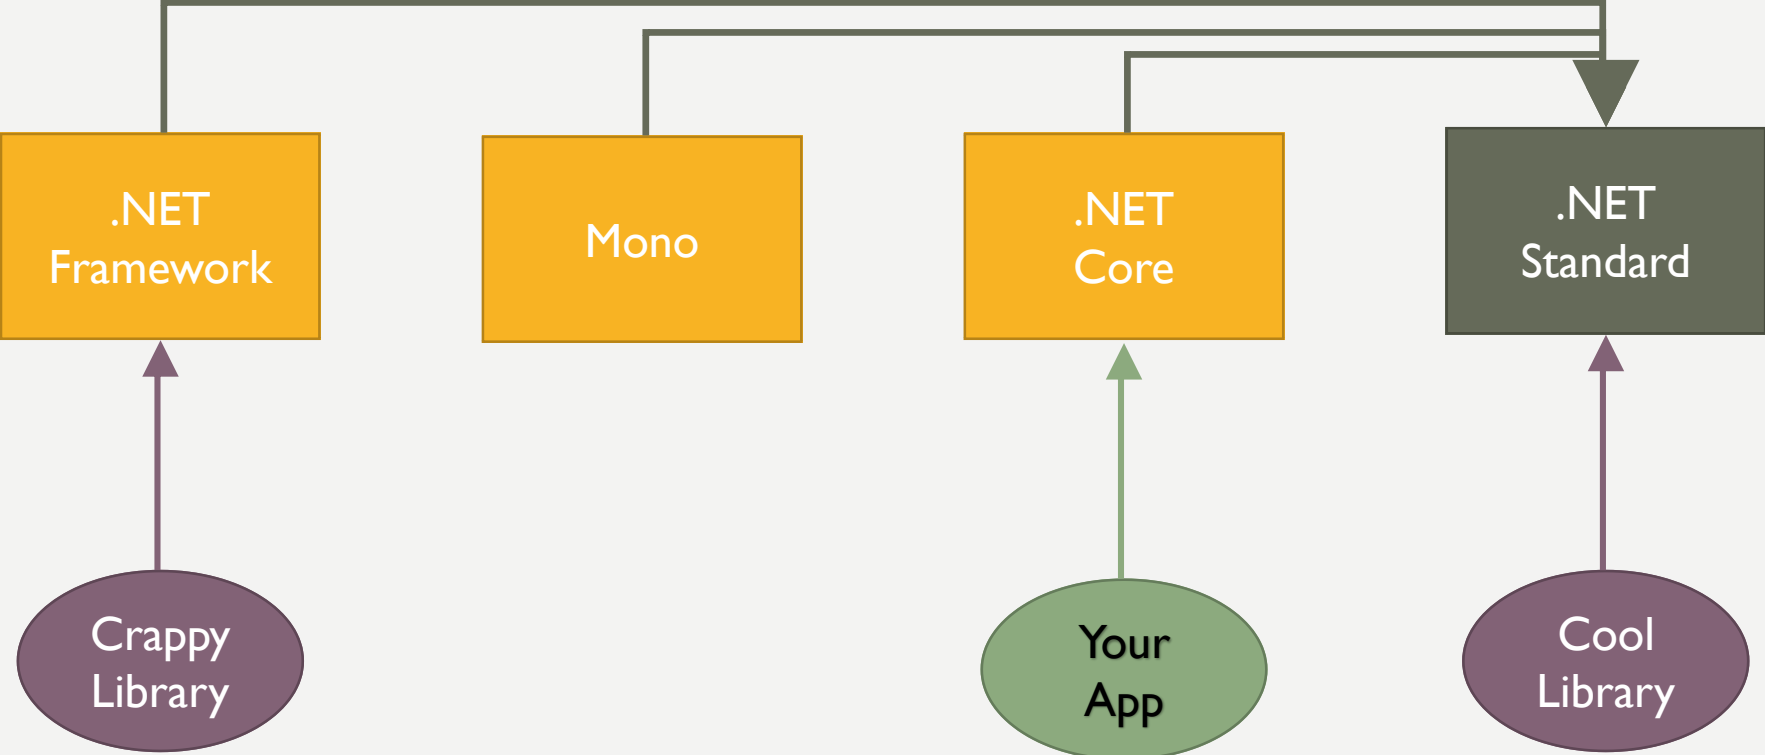 .NET
Framework
Mono
.NET
Core
.NET
Standard
Crappy
Library
Your
App
Cool
Library